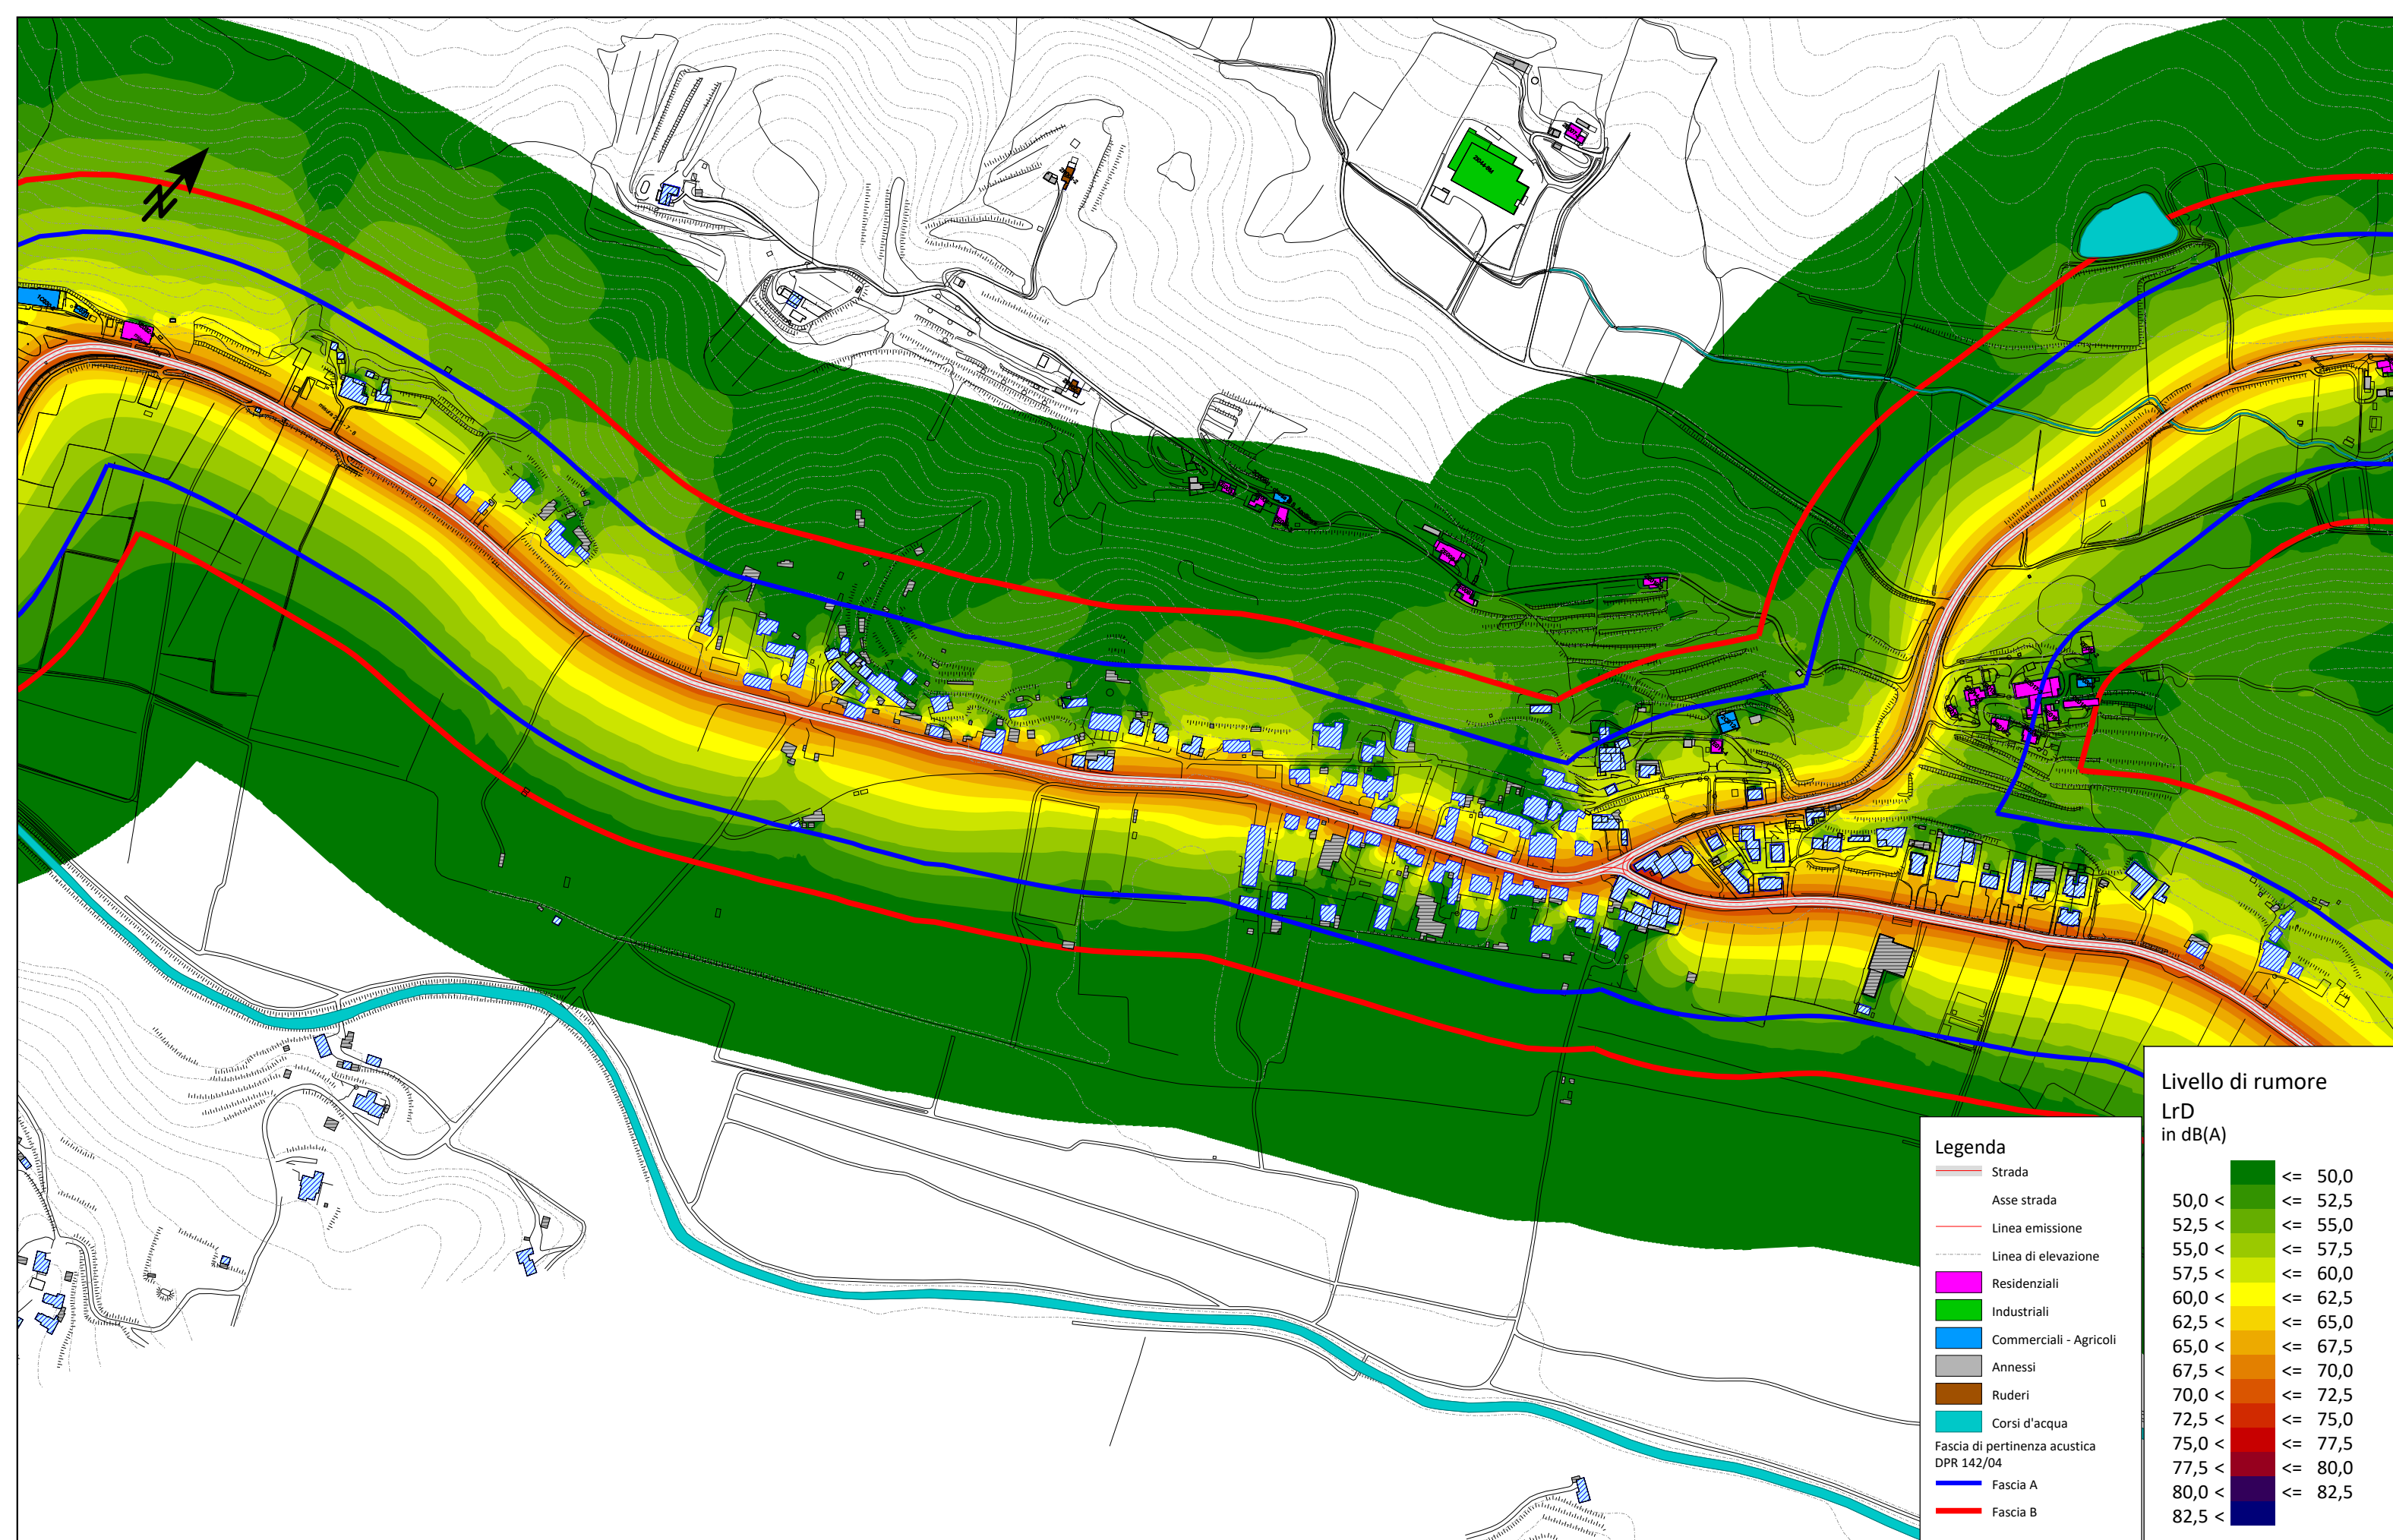 Livello di rumore
LrD
in dB(A)
<= 50,0
50,0 < <= 52,5
52,5 < <= 55,0
55,0 < <= 57,5
57,5 < <= 60,0
60,0 < <= 62,5
62,5 < <= 65,0
65,0 < <= 67,5
67,5 < <= 70,0
70,0 < <= 72,5
72,5 < <= 75,0
75,0 < <= 77,5
77,5 < <= 80,0
80,0 < <= 82,5
82,5 <
Legenda
Strada
Asse strada
Linea emissione
Linea di elevazione
Residenziali
Industriali
Commerciali - Agricoli
Annessi
Ruderi
Corsi d'acqua
Fascia di pertinenza acustica
DPR 142/04
Fascia A
Fascia B